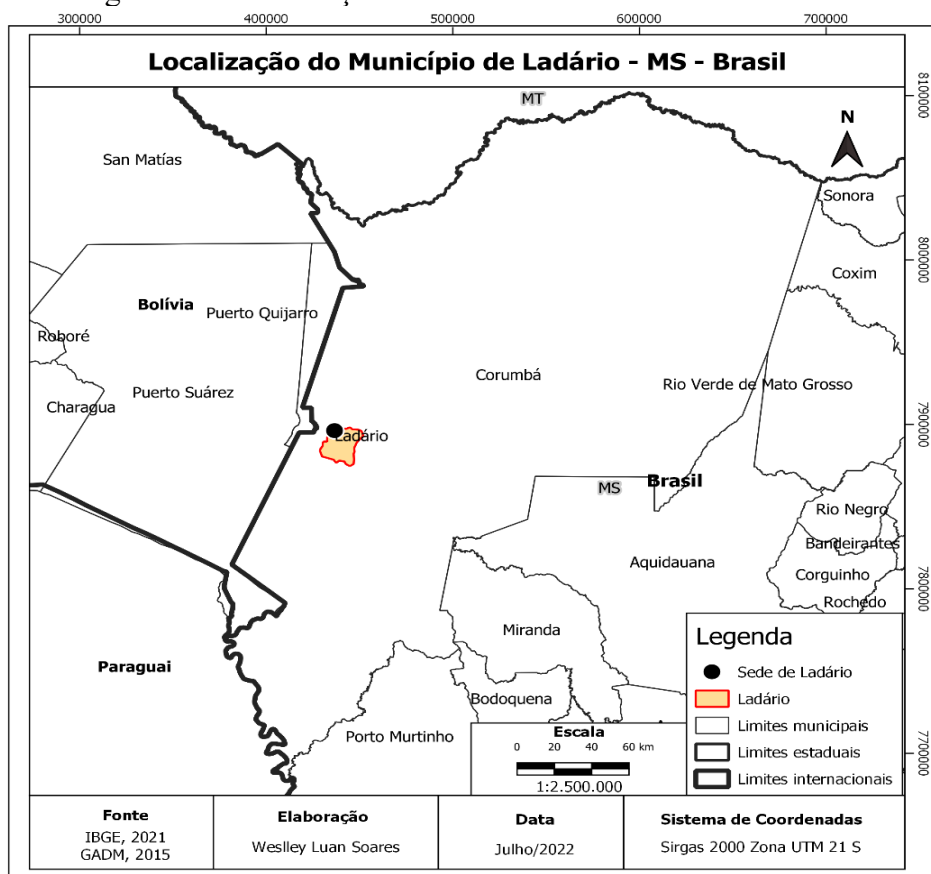 300000 400000 500000 600000 700000
Localização do Município de Ladário - MS - Brasil
8100000
MT
N
San Matías
Sonora
8000000
Coxim
Bolívia
Puerto Quijarro
Roboré
Corumbá
Rio Verde de Mato Grosso
Puerto Suárez
Charagua
7900000
Ladário
MS
Brasil
Rio Negro
Bandeirantes
Aquidauana
Corguinho
7800000
Rochedo
Miranda
Paraguai
Bodoquena
Porto Murtinho
Legenda
Sede de Ladário
Ladário
Limites municipais
Limites estaduais
Limites internacionais
7700000
Escala
0 20 40 60 km
1:2.500.000
Fonte
IBGE, 2021
GADM, 2015
Elaboração
Weslley Luan Soares
Data
Julho/2022
Sistema de Coordenadas
Sirgas 2000 Zona UTM 21 S